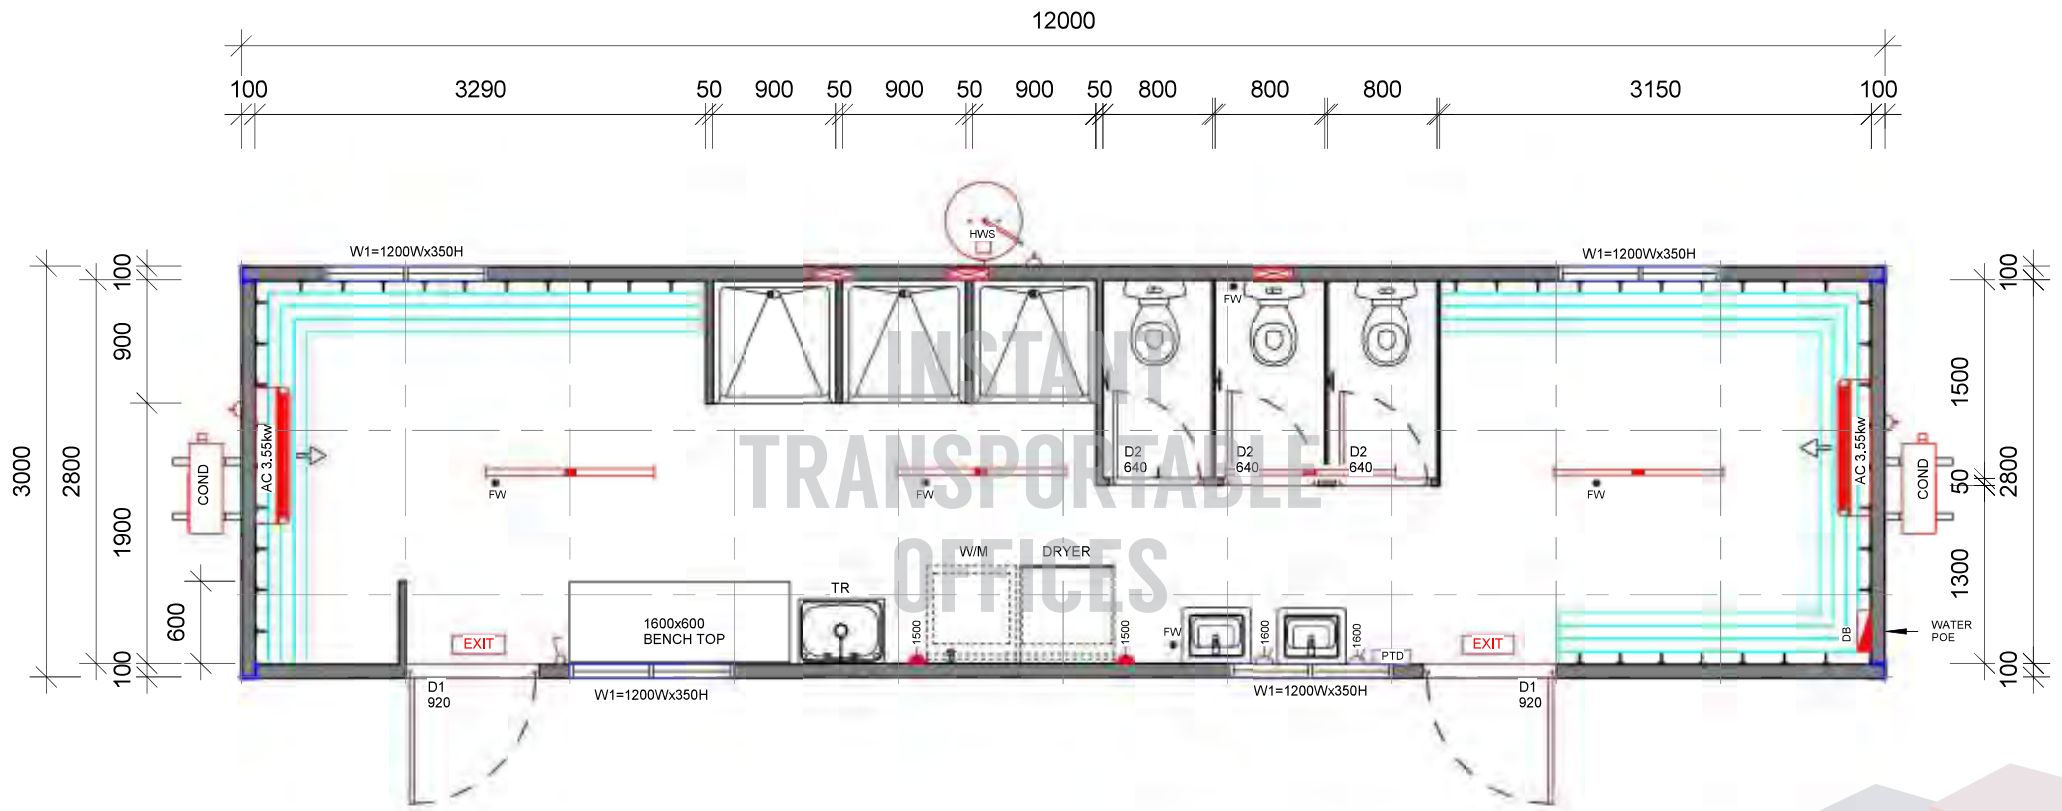 12000
100 3290 50 900 50 900 50 900 50 800 800 800 3150 100
HWS
W1=1200Wx350H
W1=1200Wx350H
100
900
1900
600
100
2800
3000
100
1500
50
1300
100
2800
FW
COND
AC 3.55kw
AC 3.55kw
COND
INSTANT
TRANSPORTABLE
OFFICES
D2
640
D2
640
D2
640
FW
FW
FW
W/M
DRYER
TR
1600x600
BENCH TOP
EXIT
1500
1500
FW
1600
1600
PTD
EXIT
DB
WATER
POE
D1
920
W1=1200Wx350H
W1=1200Wx350H
D1
920